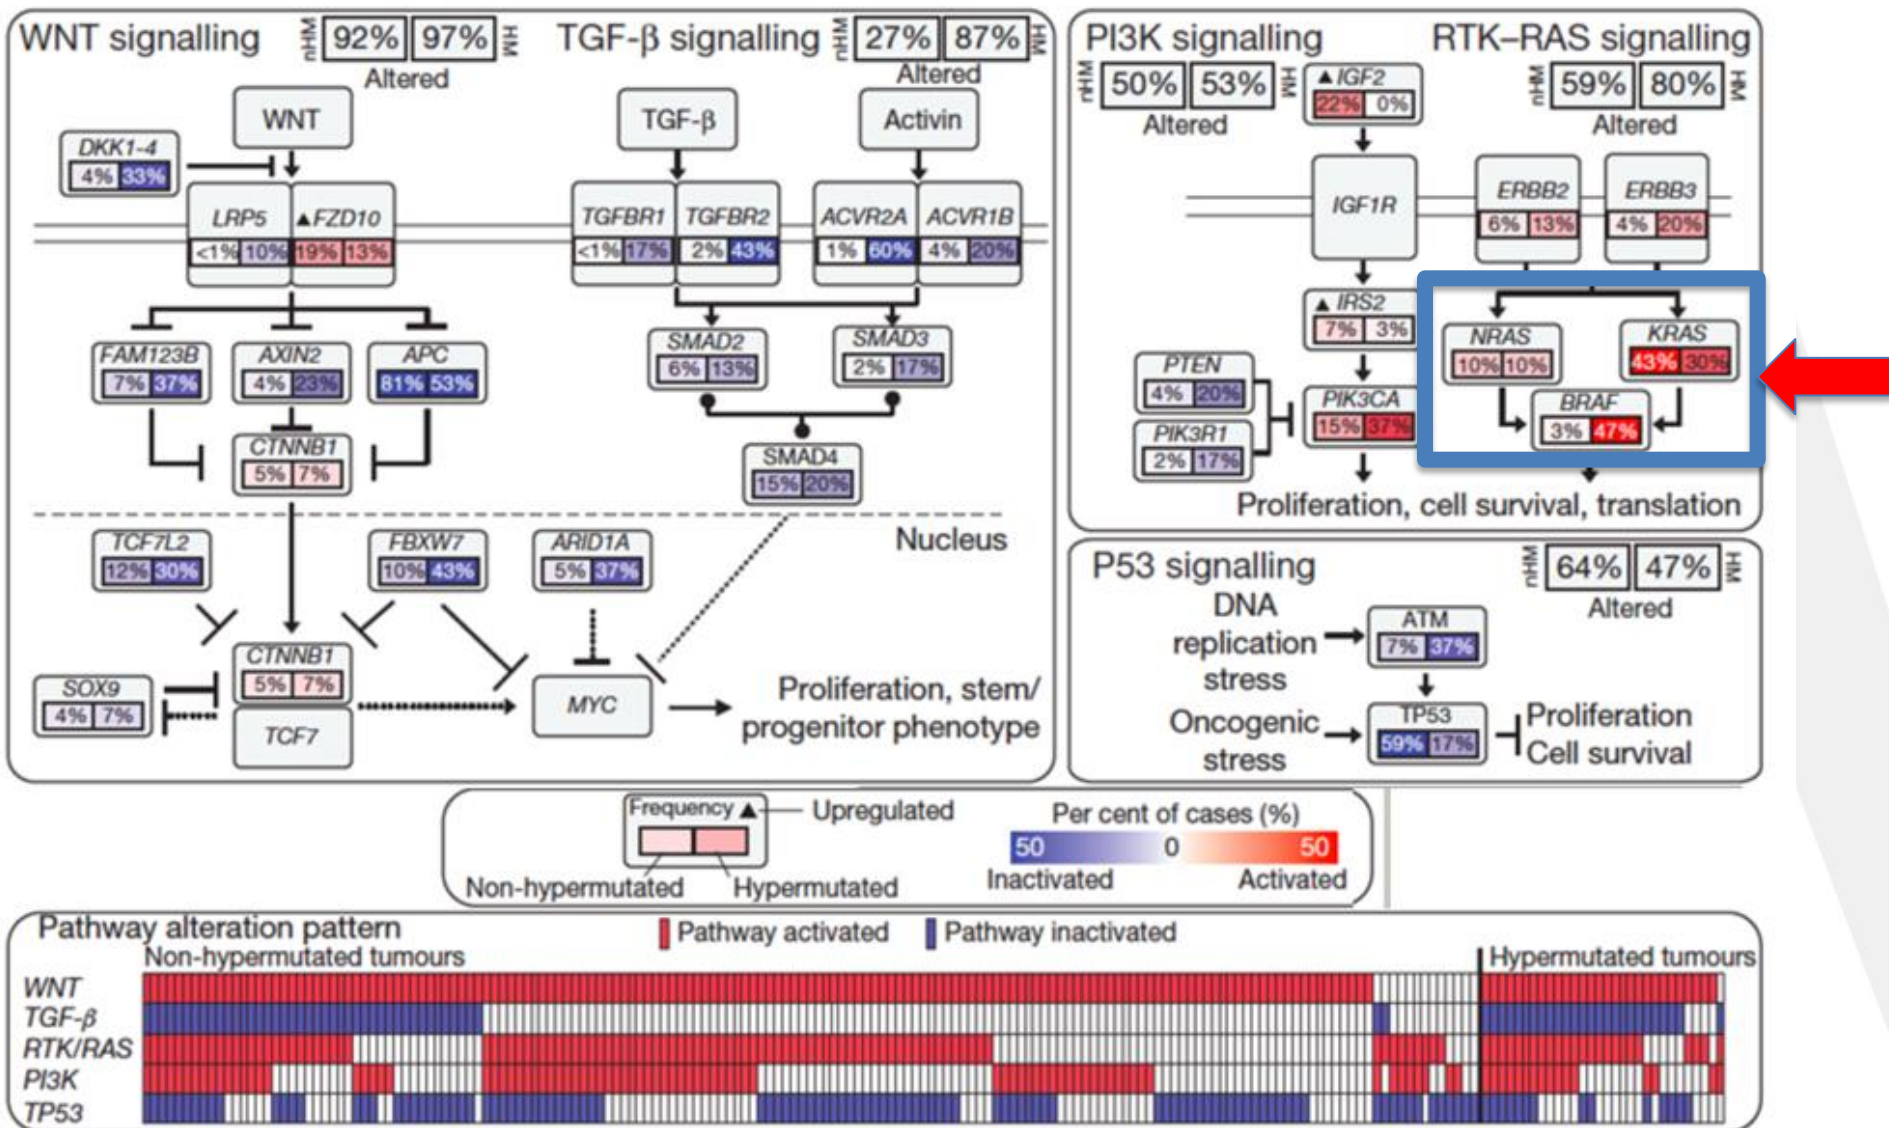 WNT signalling
nHM 92% 97% HM
Altered
TGF-β signalling
nHM 27% 87% HM
Altered
WNT
TGF-β
Activin
DKK1-4
4% 33%
LRP5 ▲FZD10
<1% 10% 19% 13%
TGFBR1 TGFBR2
<1% 17% 2% 43%
ACVR2A ACVR1B
1% 60% 4% 20%
FAM123B
7% 37%
AXIN2
4% 23%
APC
81% 53%
SMAD2
6% 13%
SMAD3
2% 17%
CTNNB1
5% 7%
SMAD4
15% 20%
Nucleus
TCF7L2
12% 30%
FBXW7
10% 43%
ARID1A
5% 37%
CTNNB1
5% 7%
TCF7
SOX9
4% 7%
MYC
Proliferation, stem/
progenitor phenotype
PI3K signalling
nHM 50% 53% HM
Altered
RTK–RAS signalling
nHM 59% 80% HM
Altered
▲IGF2
22% 0%
IGF1R
ERBB2
6% 13%
ERBB3
4% 20%
▲IRS2
7% 3%
NRAS
10% 10%
KRAS
43% 30%
PTEN
4% 20%
PIK3CA
15% 37%
BRAF
3% 47%
PIK3R1
2% 17%
Proliferation, cell survival, translation
P53 signalling
nHM 64% 47% HM
Altered
DNA
replication
stress
ATM
7% 37%
Oncogenic
stress
TP53
59% 17%
Proliferation
Cell survival
Frequency ▲ Upregulated
Non-hypermutated Hypermutated
Per cent of cases (%)
50 0 50
Inactivated Activated
Pathway alteration pattern
Pathway activated Pathway inactivated
Non-hypermutated tumours Hypermutated tumours
WNT
TGF-β
RTK/RAS
PI3K
TP53